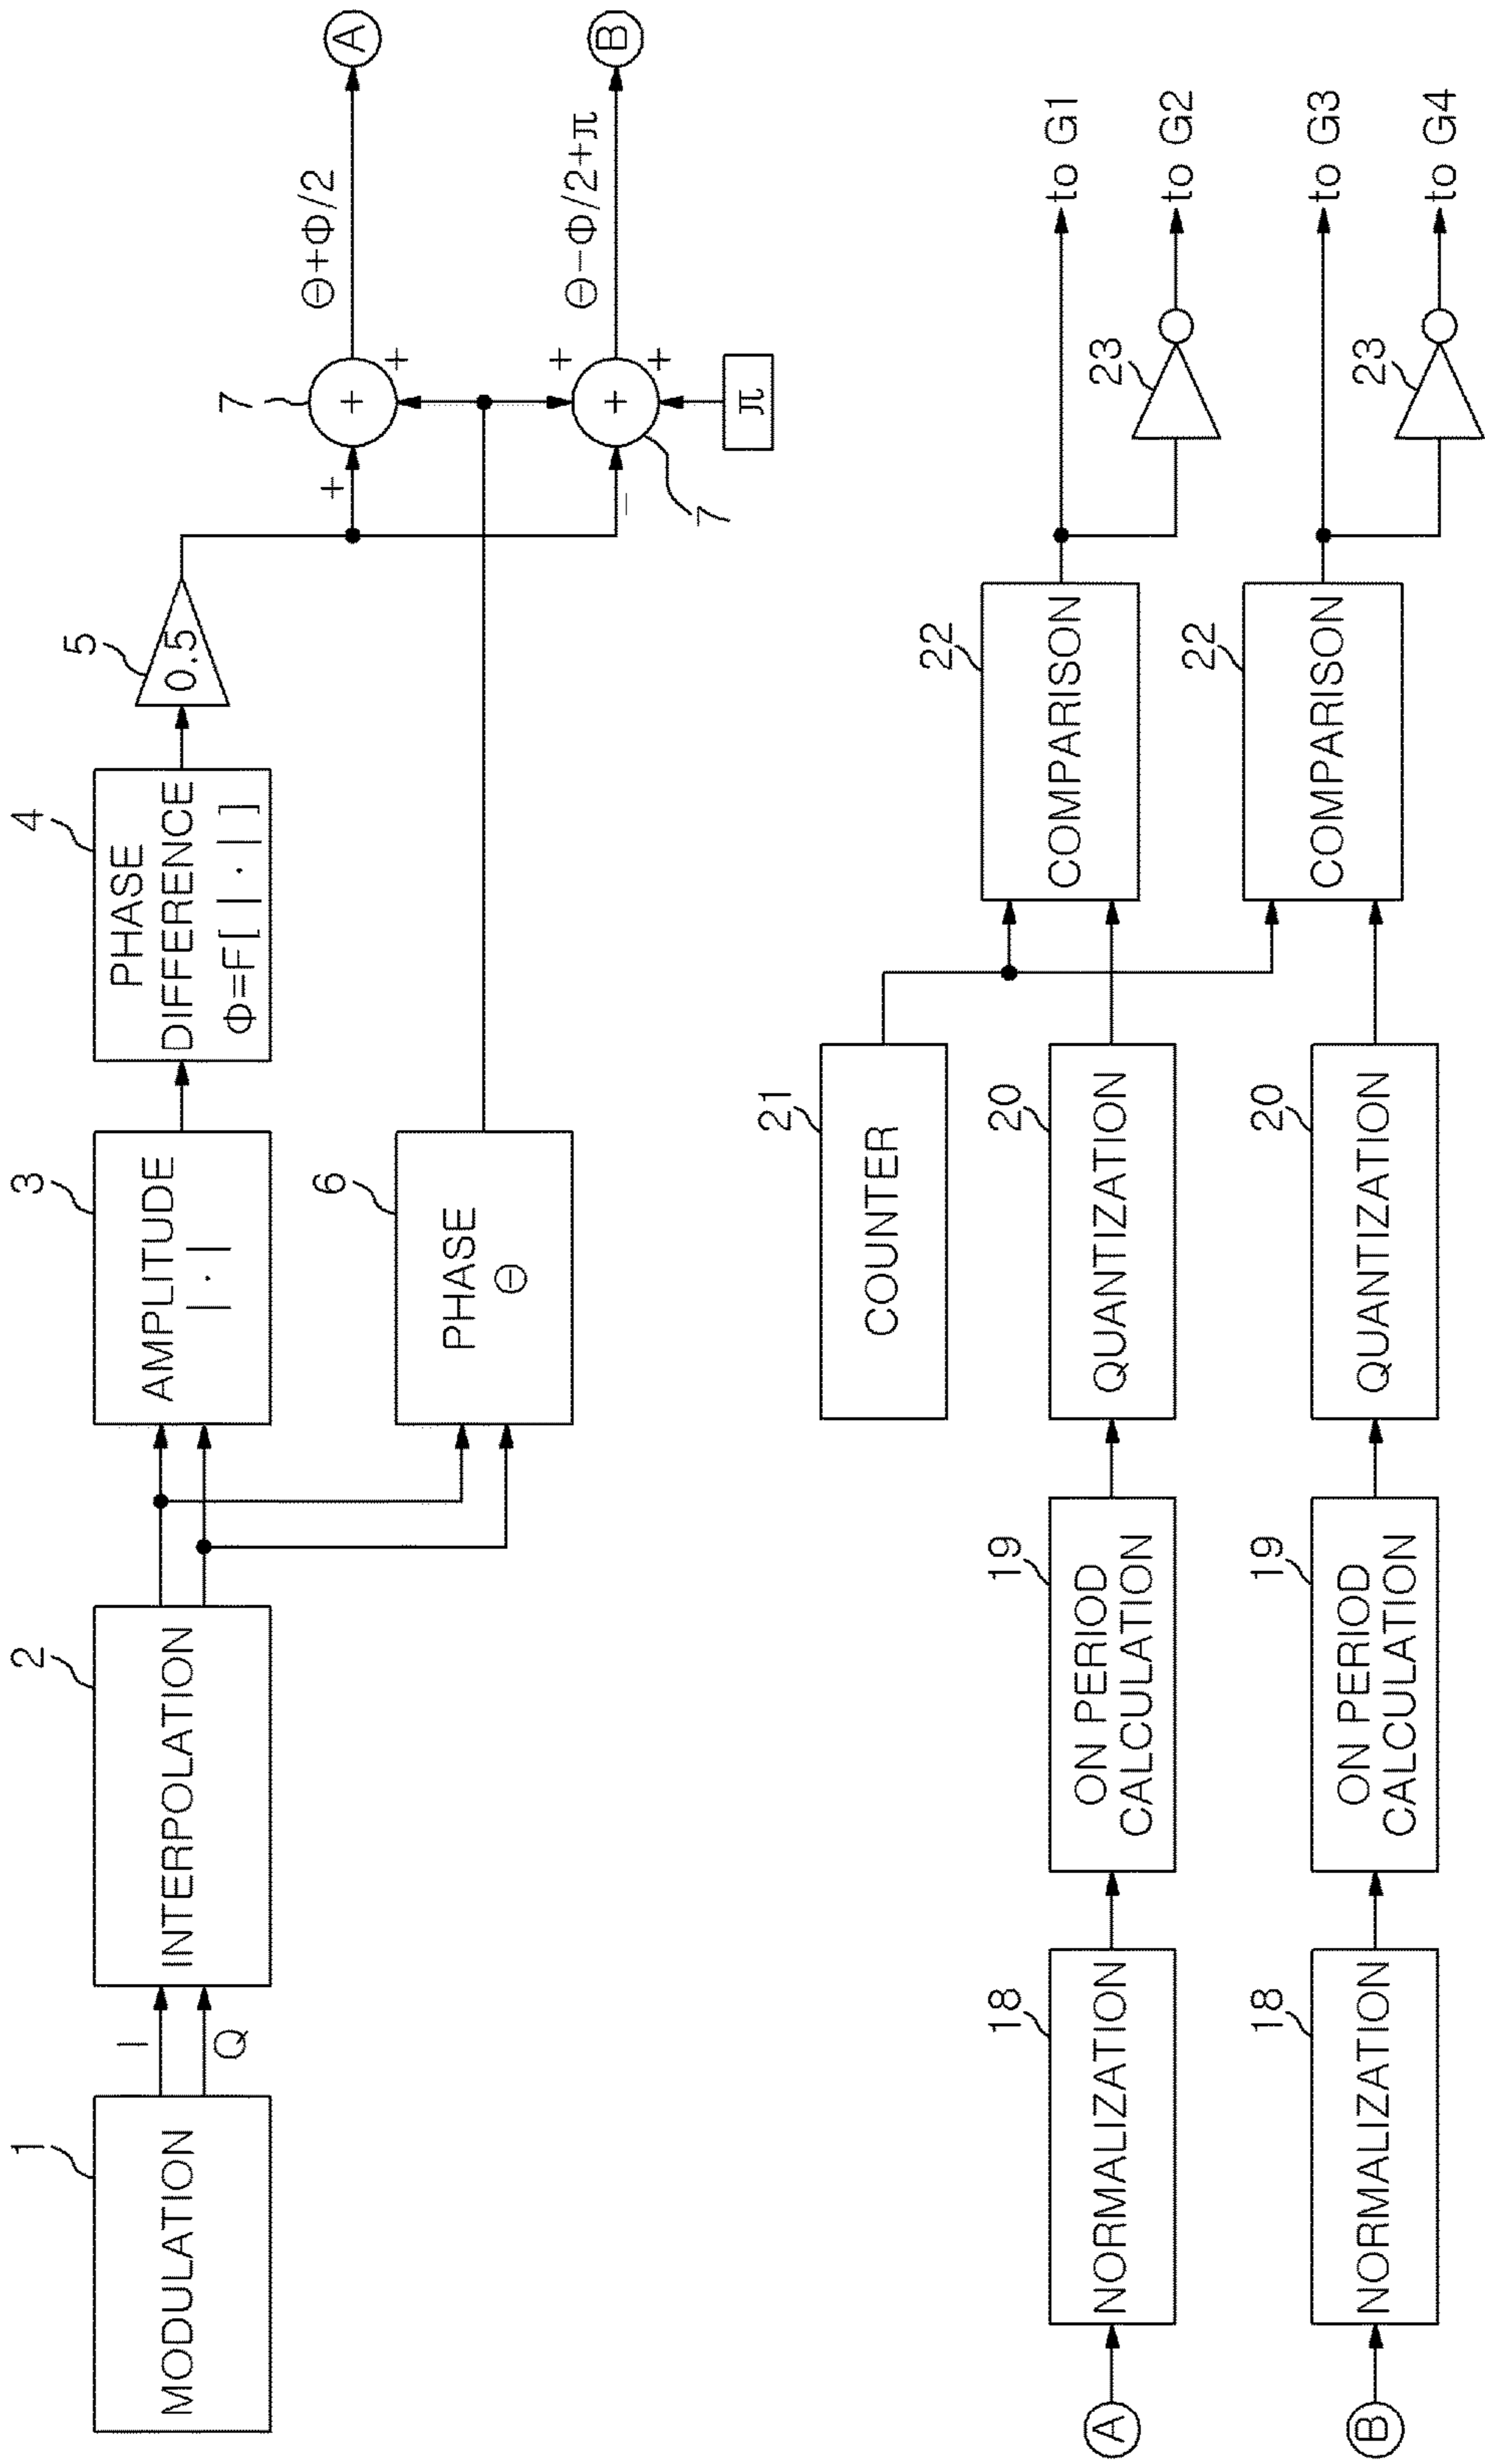 1
MODULATION
I
Q
2
INTERPOLATION
3
AMPLITUDE
| · |
4
PHASE
DIFFERENCE
Φ=F[ | · | ]
5
0.5
6
PHASE
Θ
7
+
+
+
Θ+Φ/2
A
7
+
+
+
−
π
Θ−Φ/2+π
B
A
18
NORMALIZATION
19
ON PERIOD
CALCULATION
20
QUANTIZATION
21
COUNTER
22
COMPARISON
to G1
23
to G2
B
18
NORMALIZATION
19
ON PERIOD
CALCULATION
20
QUANTIZATION
22
COMPARISON
to G3
23
to G4